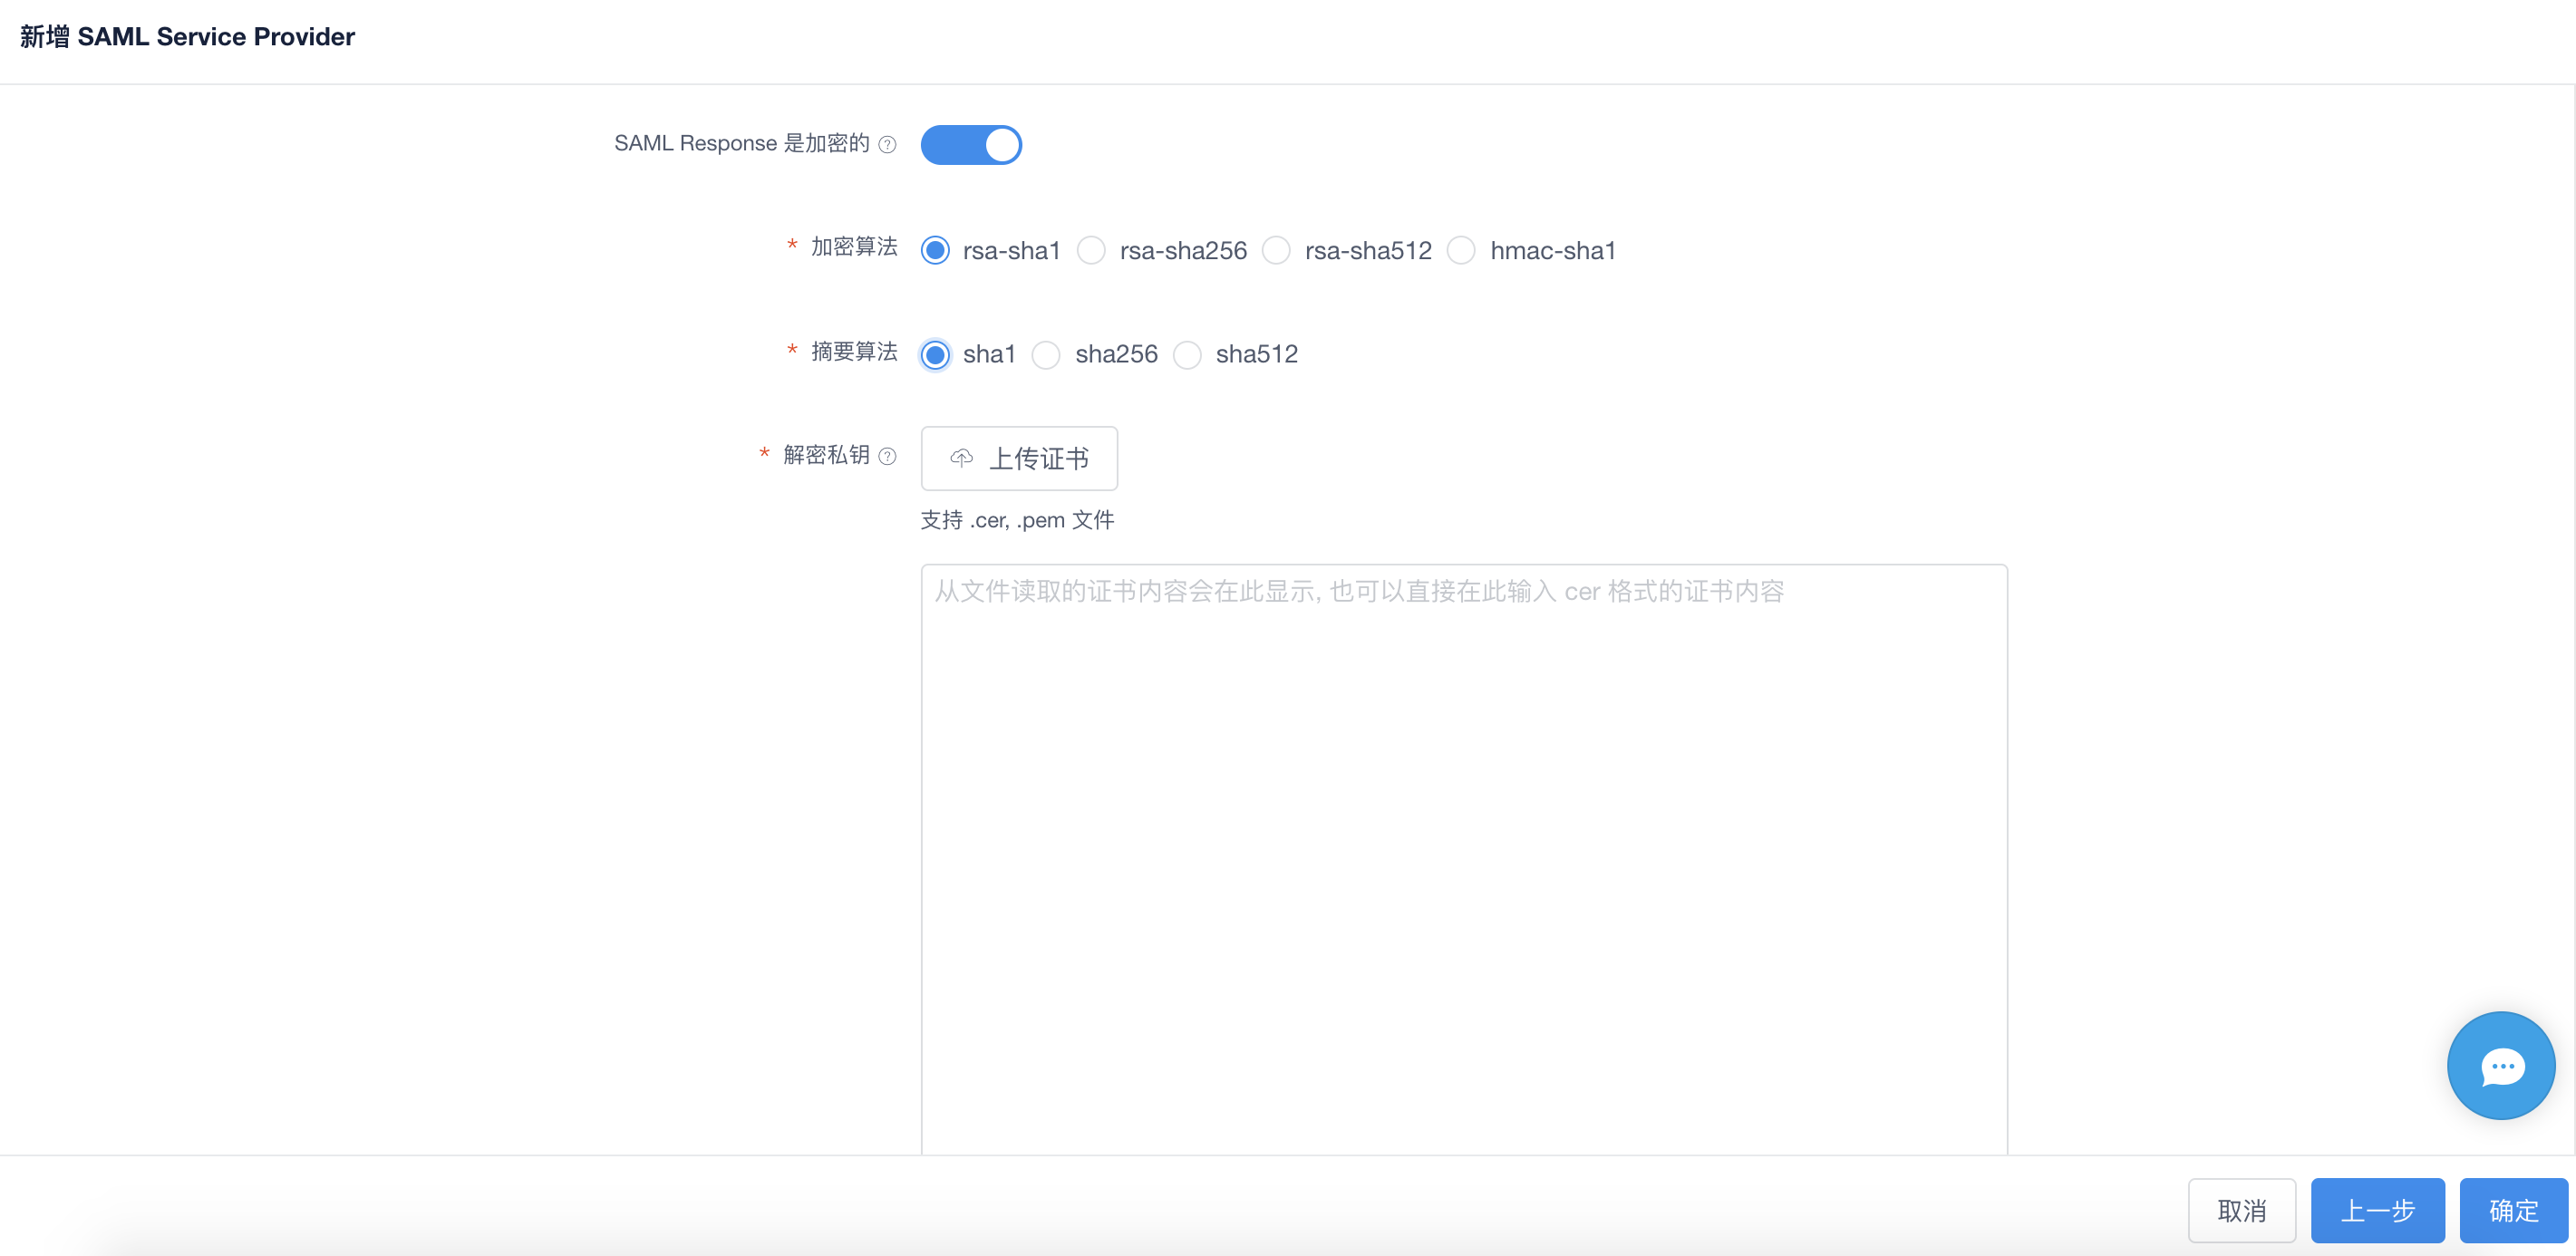 新增 SAML Service Provider
SAML Response 是加密的 ?
* 加密算法 rsa-sha1 rsa-sha256 rsa-sha512 hmac-sha1
* 摘要算法 sha1 sha256 sha512
* 解密私钥 ? 上传证书
支持 .cer, .pem 文件
从文件读取的证书内容会在此显示, 也可以直接在此输入 cer 格式的证书内容
取消 上一步 确定